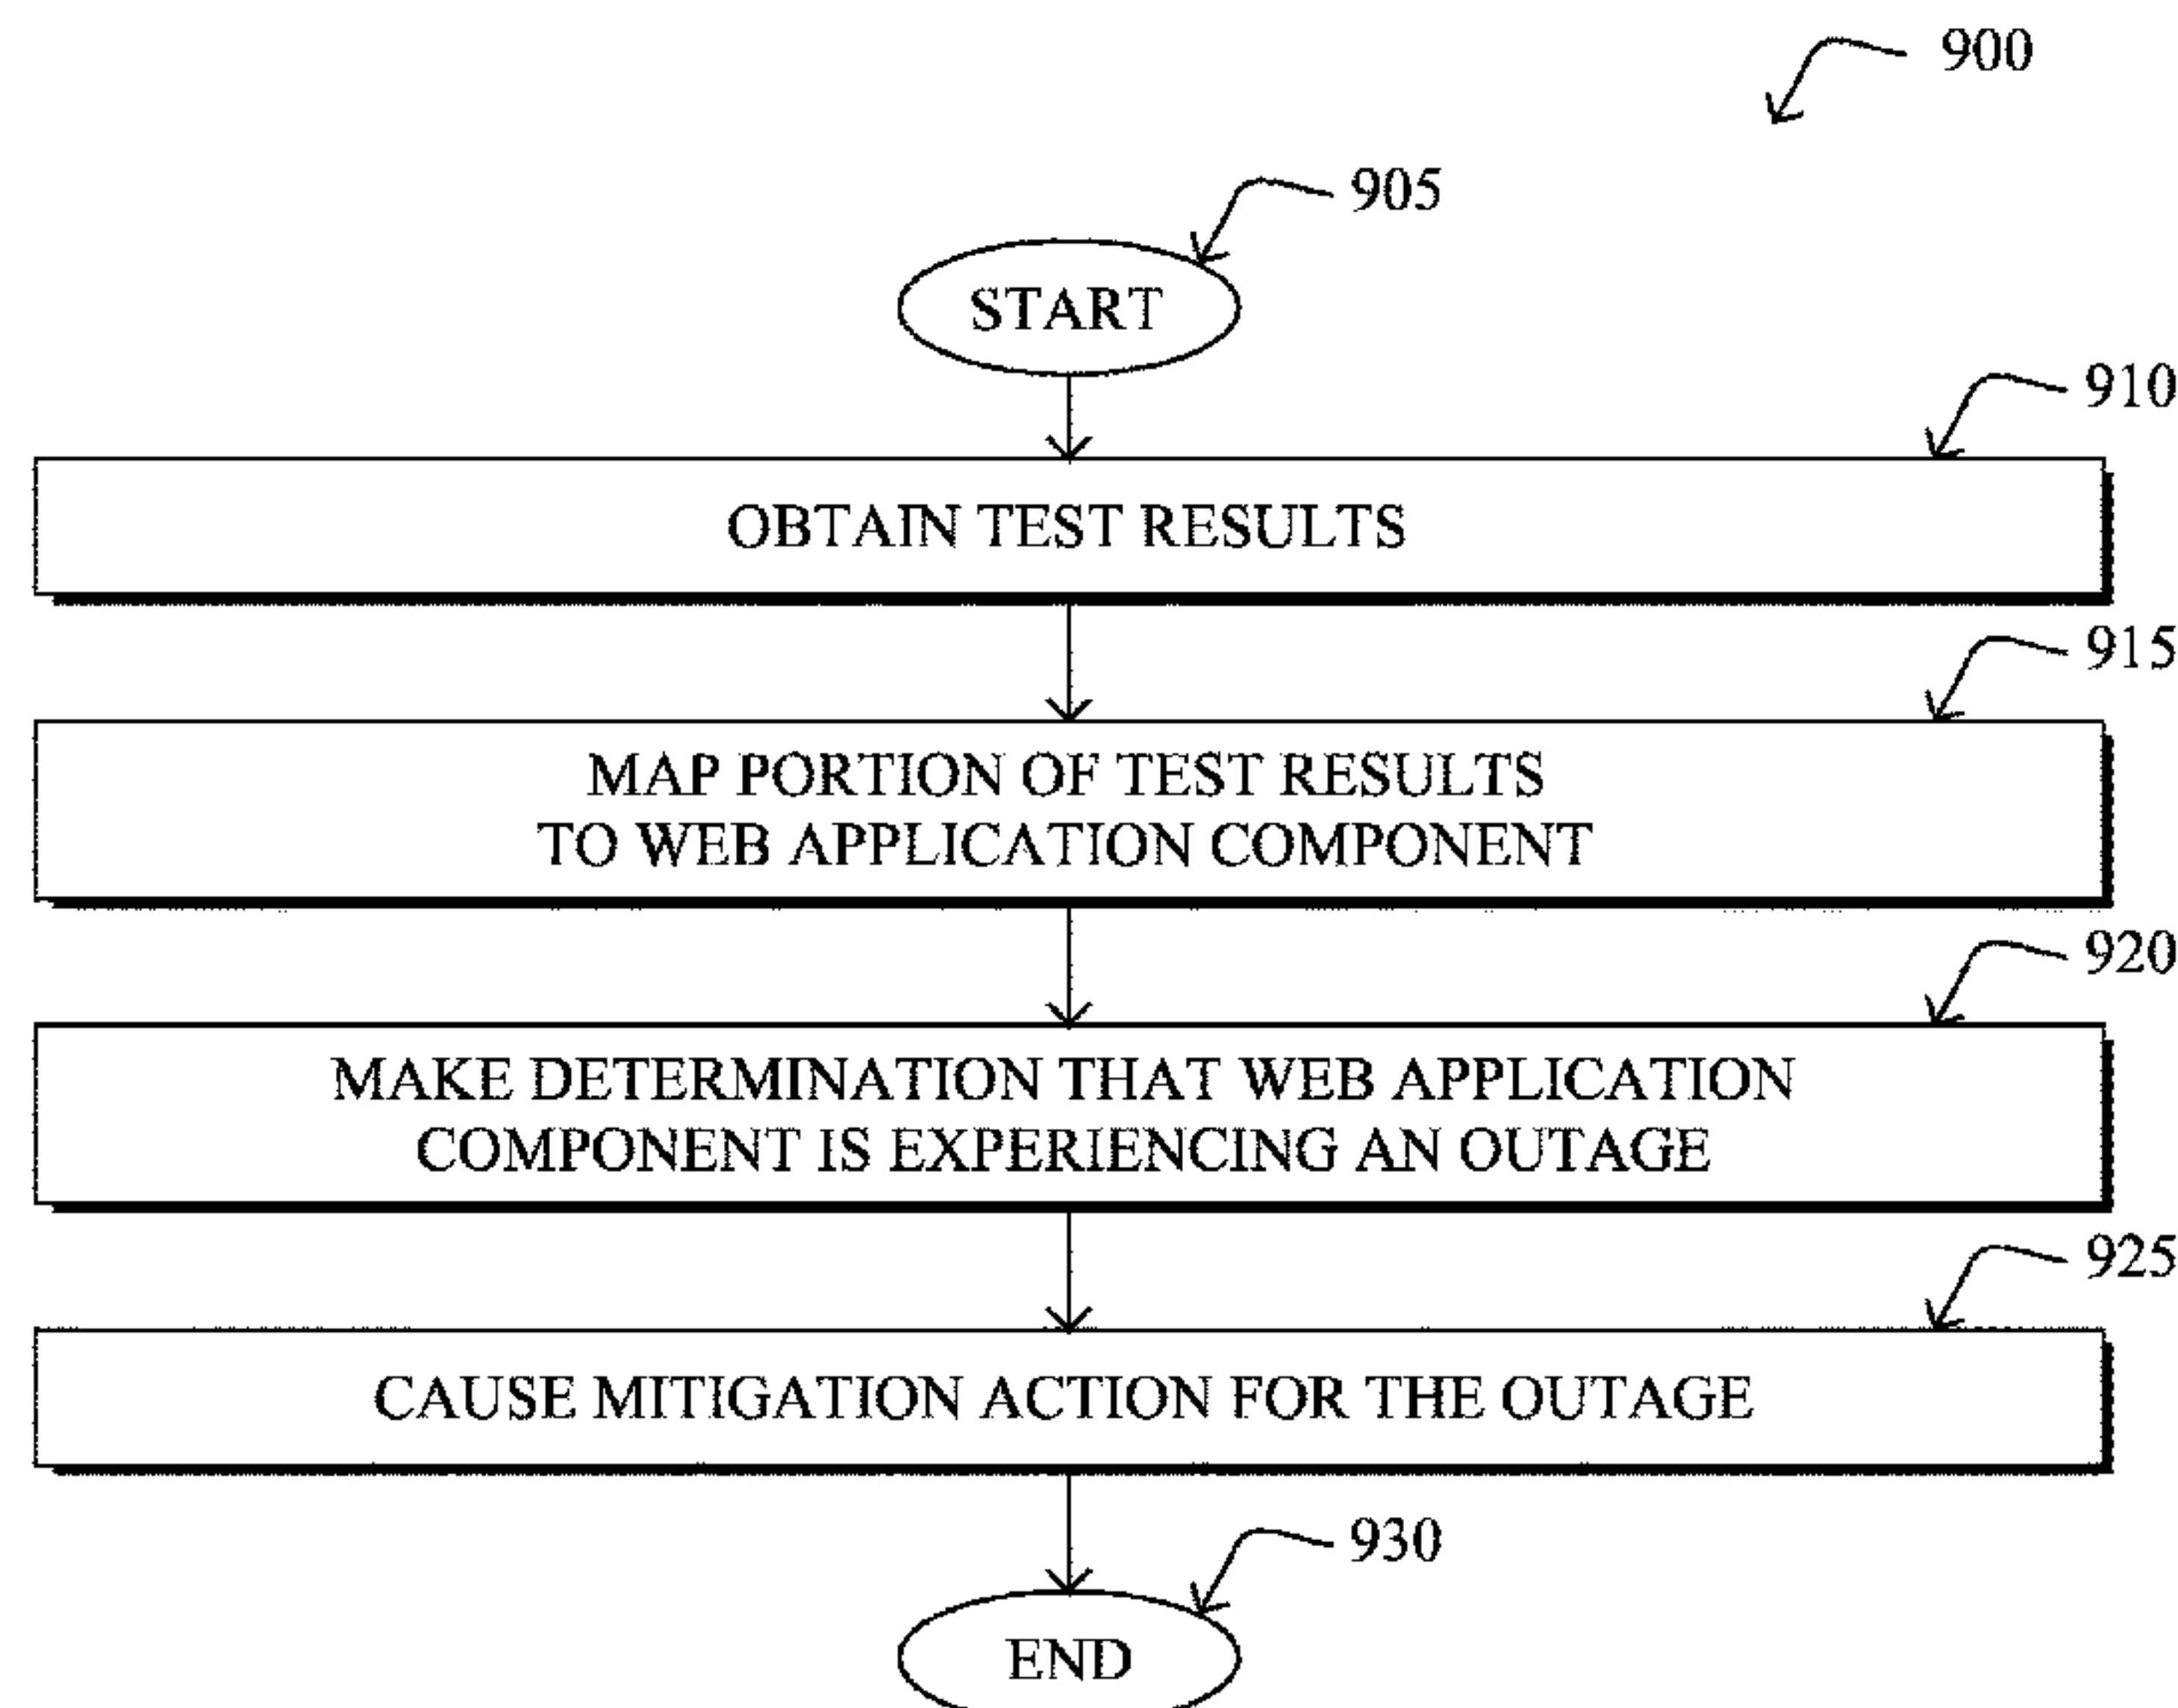 900
905
START
910
OBTAIN TEST RESULTS
915
MAP PORTION OF TEST RESULTS
TO WEB APPLICATION COMPONENT
920
MAKE DETERMINATION THAT WEB APPLICATION
COMPONENT IS EXPERIENCING AN OUTAGE
925
CAUSE MITIGATION ACTION FOR THE OUTAGE
930
END